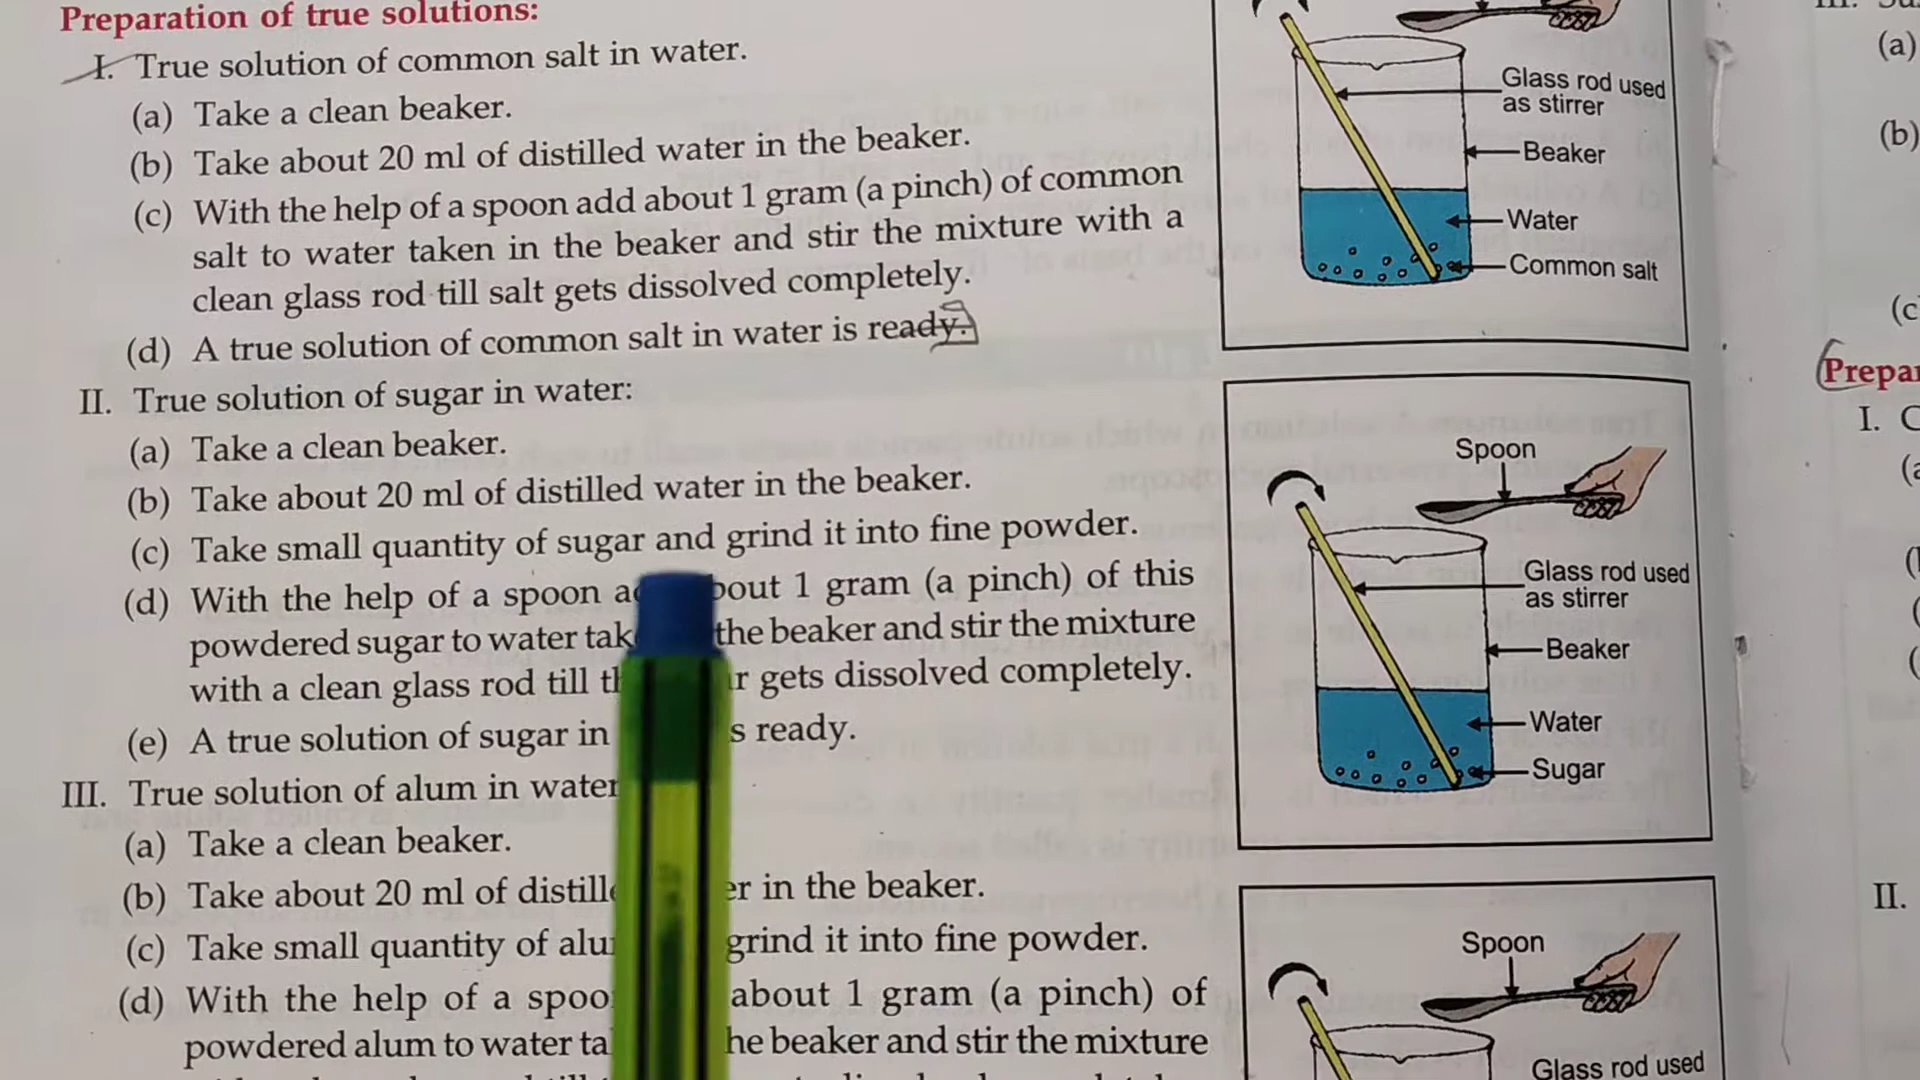 Preparation of true solutions:
I. True solution of common salt in water.
(a) Take a clean beaker.
(b) Take about 20 ml of distilled water in the beaker.
(c) With the help of a spoon add about 1 gram (a pinch) of common
salt to water taken in the beaker and stir the mixture with a
clean glass rod till salt gets dissolved completely.
(d) A true solution of common salt in water is ready.
II. True solution of sugar in water:
(a) Take a clean beaker.
(b) Take about 20 ml of distilled water in the beaker.
(c) Take small quantity of sugar and grind it into fine powder.
(d) With the help of a spoon bout 1 gram (a pinch) of this
powdered sugar to water tak the beaker and stir the mixture
with a clean glass rod till gets dissolved completely.
(e) A true solution of sugar in s ready.
III. True solution of alum in water
(a) Take a clean beaker.
(b) Take about 20 ml of distill er in the beaker.
(c) Take small quantity of alu grind it into fine powder.
(d) With the help of a spoo about 1 gram (a pinch) of
powdered alum to water ta he beaker and stir the mixture
Glass rod used
as stirrer
Beaker
Water
Common salt
Spoon
Glass rod used
as stirrer
Beaker
Water
Sugar
Spoon
Glass rod used
(a)
(b)
(c
Prepar
I. C
II.